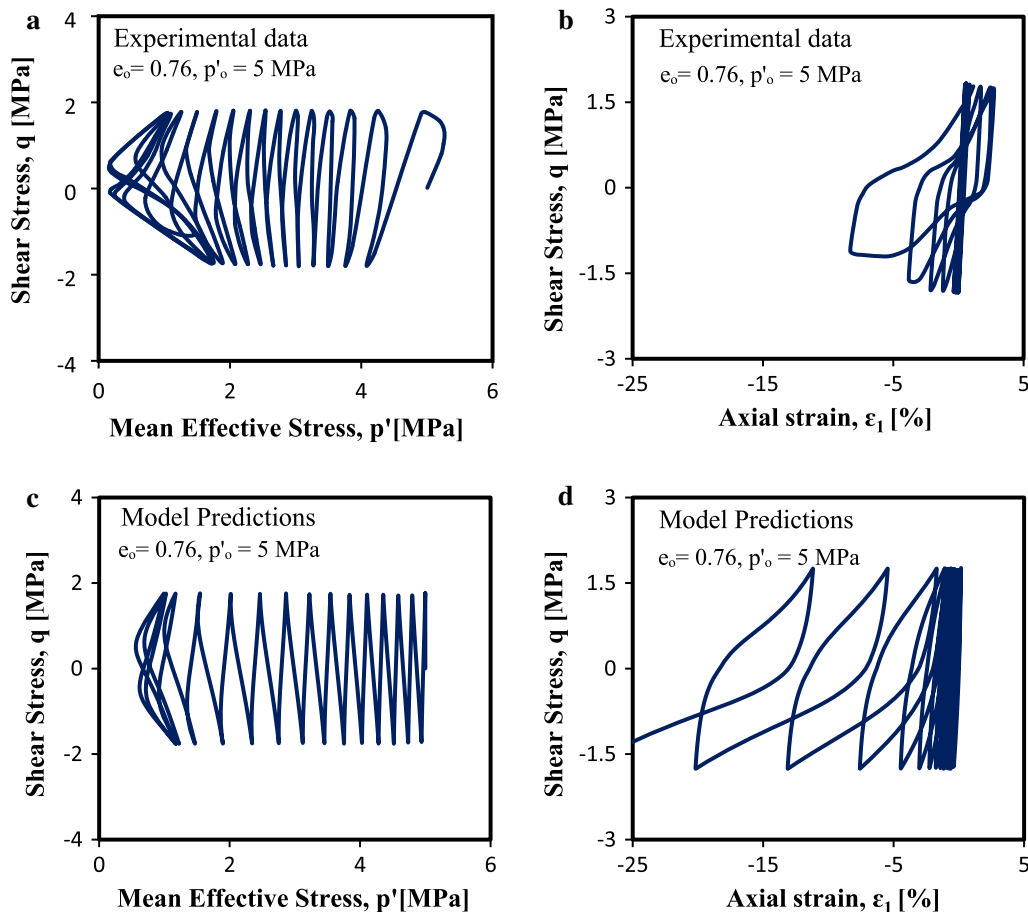 a
Experimental data
eₒ= 0.76, p'ₒ = 5 MPa
Shear Stress, q [MPa]
4
2
0
-2
-4
0
2
4
6
Mean Effective Stress, p'[MPa]
b
Experimental data
eₒ= 0.76, p'ₒ = 5 MPa
Shear Stress, q [MPa]
3
1.5
0
-1.5
-3
-25
-15
-5
5
Axial strain, ε₁ [%]
c
Model Predictions
eₒ= 0.76, p'ₒ = 5 MPa
Shear Stress, q [MPa]
4
2
0
-2
-4
0
2
4
6
Mean Effective Stress, p'[MPa]
d
Model Predictions
eₒ= 0.76, p'ₒ = 5 MPa
Shear Stress, q [MPa]
3
1.5
0
-1.5
-3
-25
-15
-5
5
Axial strain, ε₁ [%]